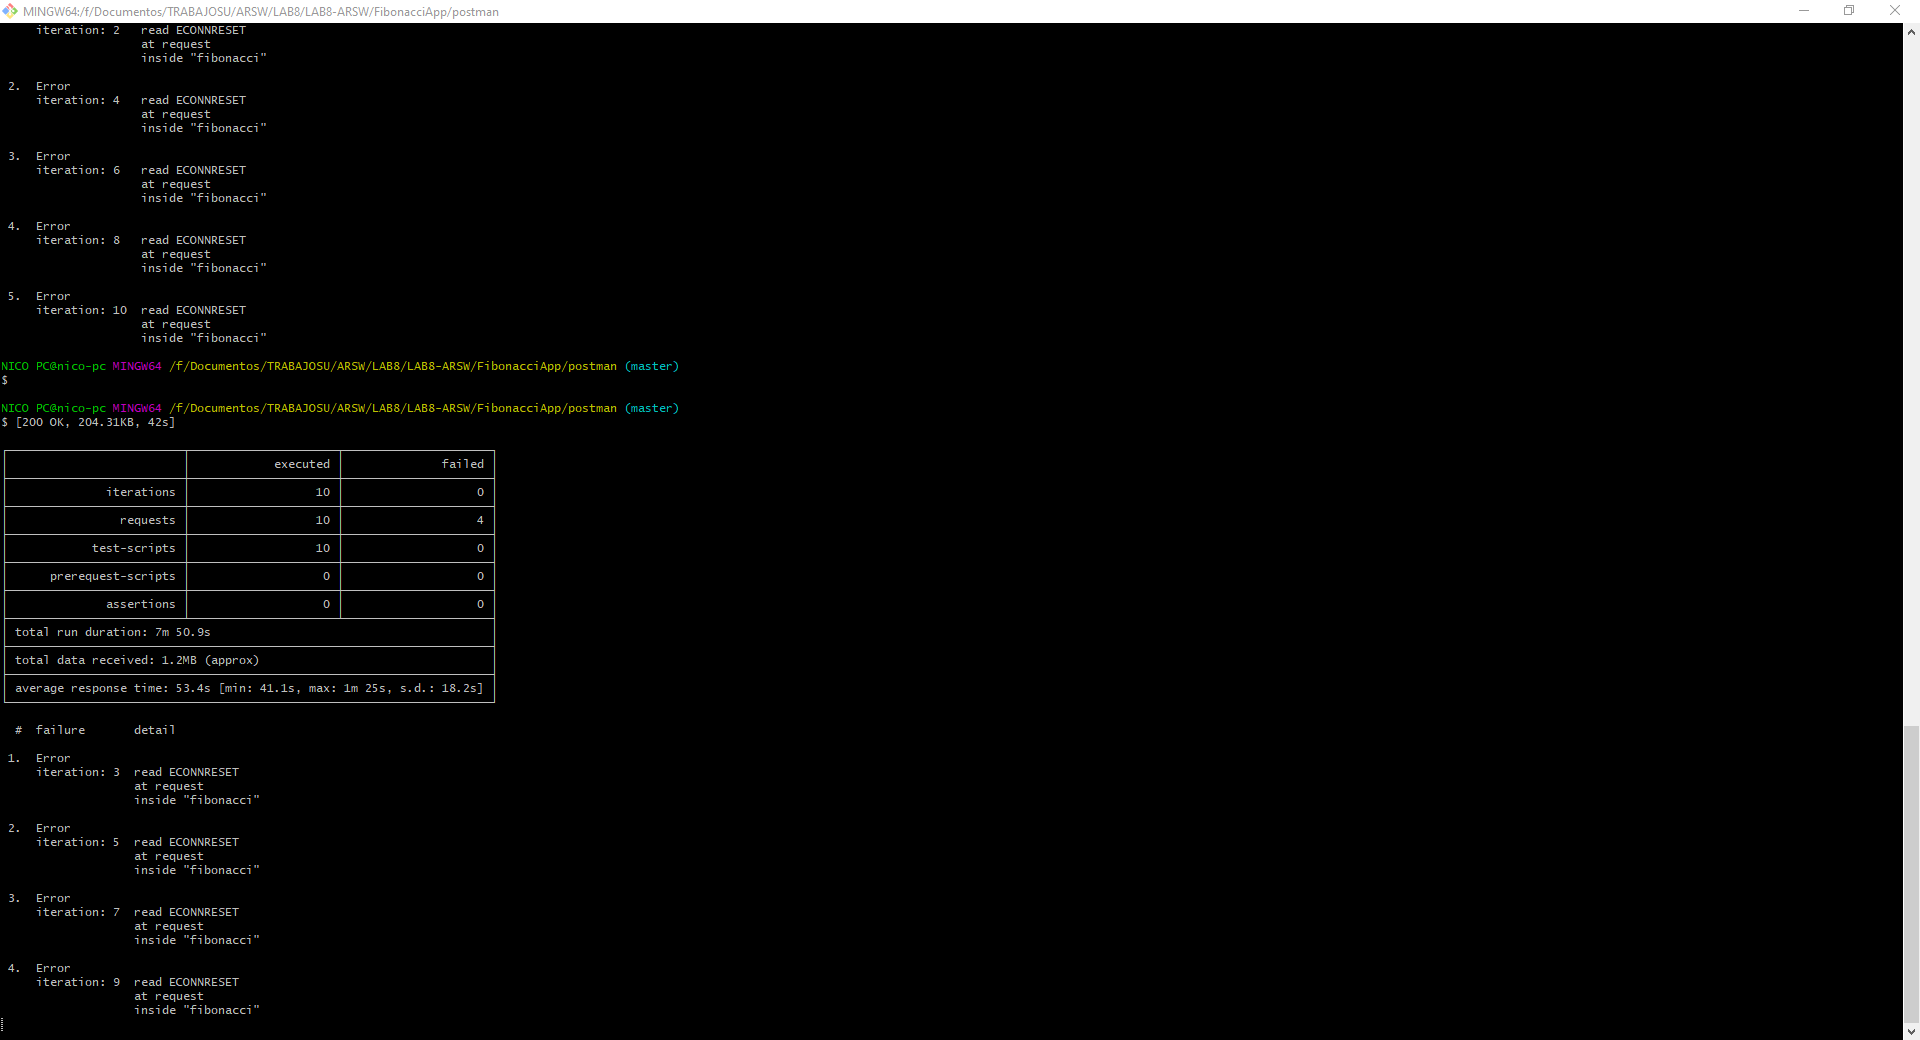 MINGW64:/f/Documentos/TRABAJOSU/ARSW/LAB8/LAB8-ARSW/FibonacciApp/postman
iteration: 2 read ECONNRESET
at request
inside "fibonacci"
2. Error
iteration: 4 read ECONNRESET
at request
inside "fibonacci"
3. Error
iteration: 6 read ECONNRESET
at request
inside "fibonacci"
4. Error
iteration: 8 read ECONNRESET
at request
inside "fibonacci"
5. Error
iteration: 10 read ECONNRESET
at request
inside "fibonacci"
NICO PC@nico-pc MINGW64 /f/Documentos/TRABAJOSU/ARSW/LAB8/LAB8-ARSW/FibonacciApp/postman (master)
$
NICO PC@nico-pc MINGW64 /f/Documentos/TRABAJOSU/ARSW/LAB8/LAB8-ARSW/FibonacciApp/postman (master)
$ [200 OK, 204.31KB, 42s]
executed failed
iterations 10 0
requests 10 4
test-scripts 10 0
prerequest-scripts 0 0
assertions 0 0
total run duration: 7m 50.9s
total data received: 1.2MB (approx)
average response time: 53.4s [min: 41.1s, max: 1m 25s, s.d.: 18.2s]
# failure detail
1. Error
iteration: 3 read ECONNRESET
at request
inside "fibonacci"
2. Error
iteration: 5 read ECONNRESET
at request
inside "fibonacci"
3. Error
iteration: 7 read ECONNRESET
at request
inside "fibonacci"
4. Error
iteration: 9 read ECONNRESET
at request
inside "fibonacci"